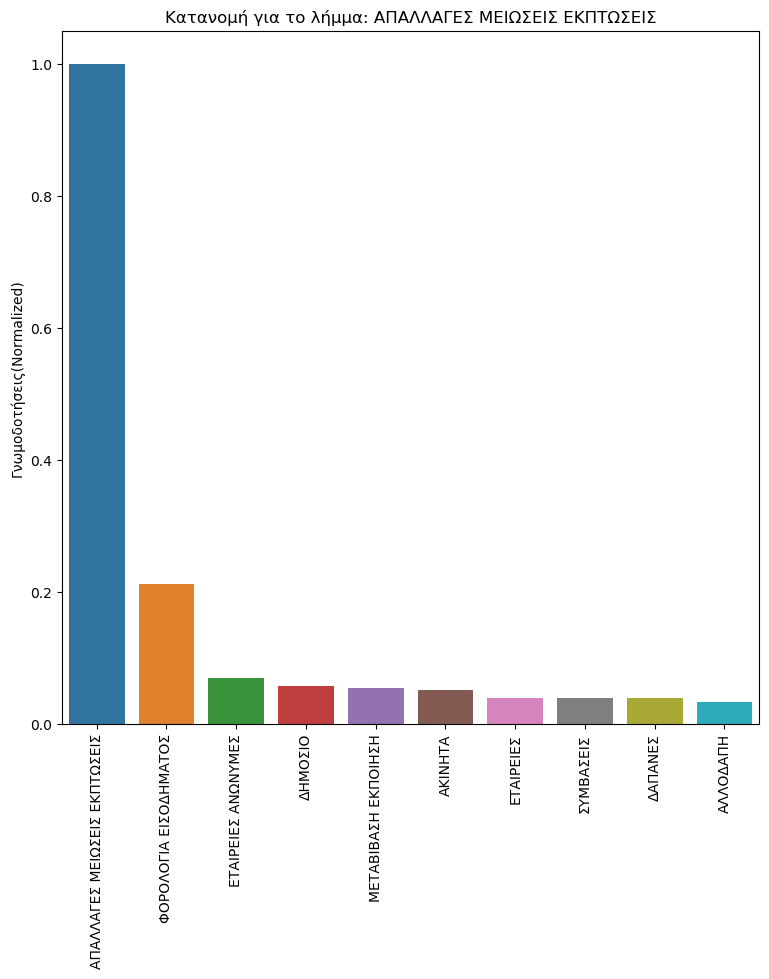 Κατανομή για το λήμμα: ΑΠΑΛΛΑΓΕΣ ΜΕΙΩΣΕΙΣ ΕΚΠΤΩΣΕΙΣ
Γνωμοδοτήσεις(Normalized)
1.0
0.8
0.6
0.4
0.2
0.0
ΑΠΑΛΛΑΓΕΣ ΜΕΙΩΣΕΙΣ ΕΚΠΤΩΣΕΙΣ
ΦΟΡΟΛΟΓΙΑ ΕΙΣΟΔΗΜΑΤΟΣ
ΕΤΑΙΡΕΙΕΣ ΑΝΩΝΥΜΕΣ
ΔΗΜΟΣΙΟ
ΜΕΤΑΒΙΒΑΣΗ ΕΚΠΟΙΗΣΗ
ΑΚΙΝΗΤΑ
ΕΤΑΙΡΕΙΕΣ
ΣΥΜΒΑΣΕΙΣ
ΔΑΠΑΝΕΣ
ΑΛΛΟΔΑΠΗ